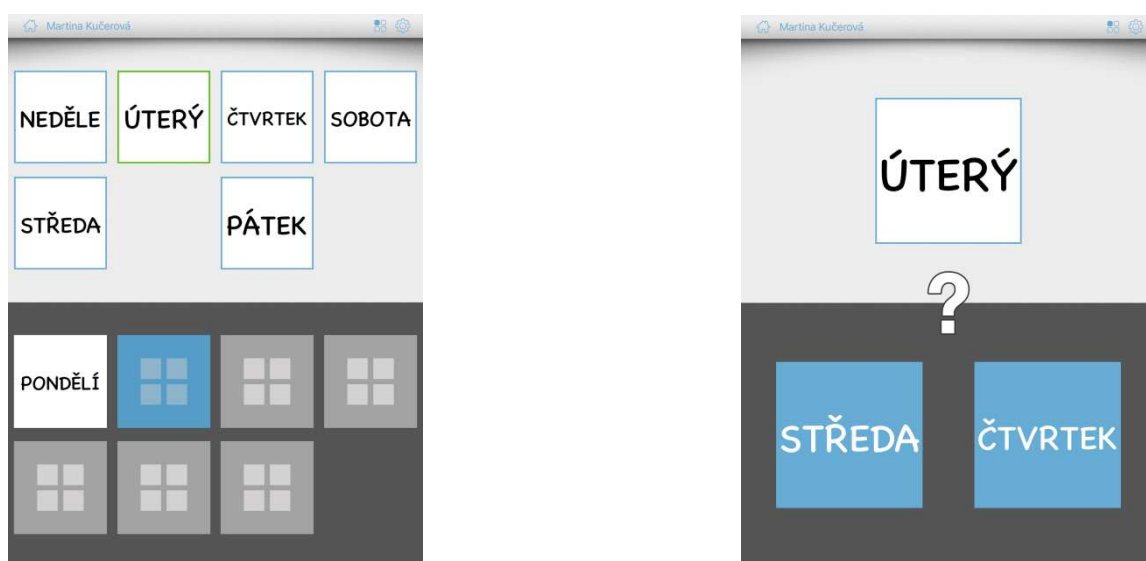 Martina Kučerová
NEDĚLE ÚTERÝ ČTVRTEK SOBOTA
STŘEDA PÁTEK
PONDĚLÍ
Martina Kučerová
ÚTERÝ
?
STŘEDA ČTVRTEK